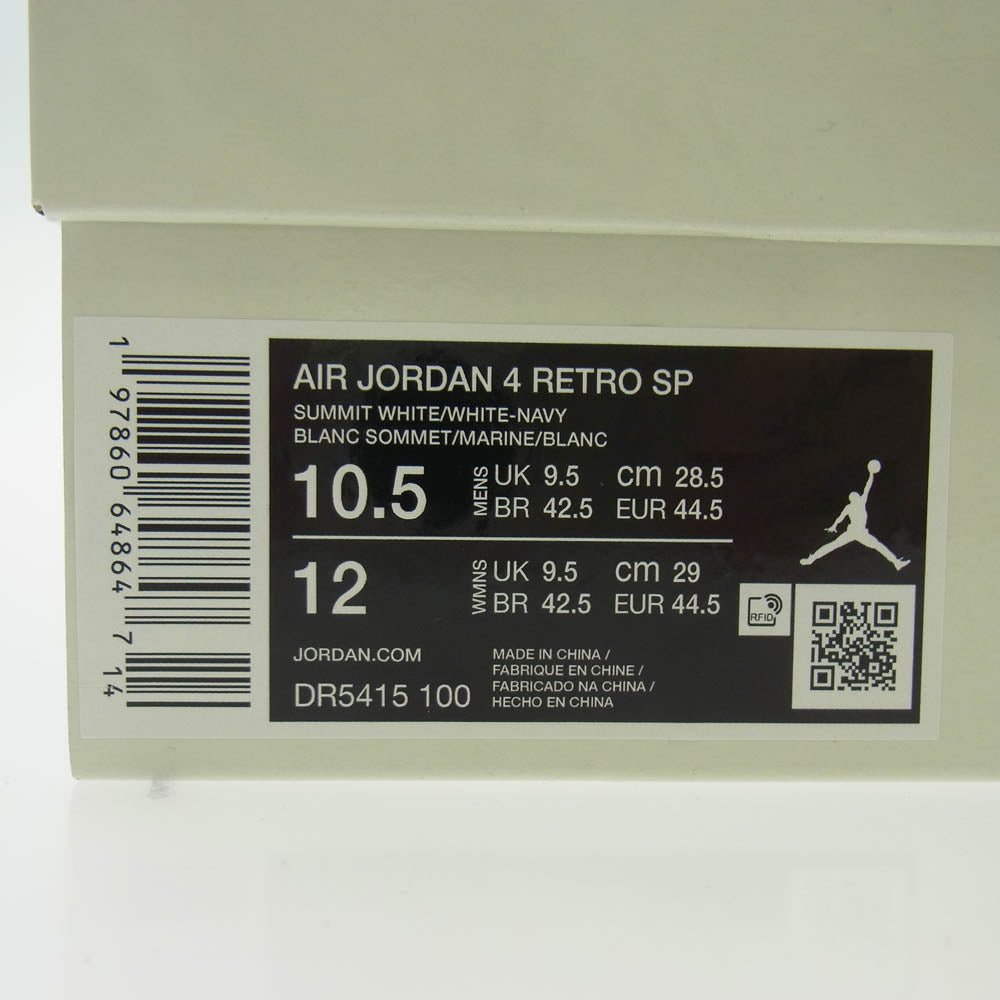 1 97860 64864 7 14
AIR JORDAN 4 RETRO SP
SUMMIT WHITE/WHITE-NAVY
BLANC SOMMET/MARINE/BLANC
10.5 MENS UK 9.5 cm 28.5
BR 42.5 EUR 44.5
12 WMNS UK 9.5 cm 29
BR 42.5 EUR 44.5
RFID
JORDAN.COM
DR5415 100
MADE IN CHINA /
FABRIQUE EN CHINE /
FABRICADO NA CHINA /
HECHO EN CHINA